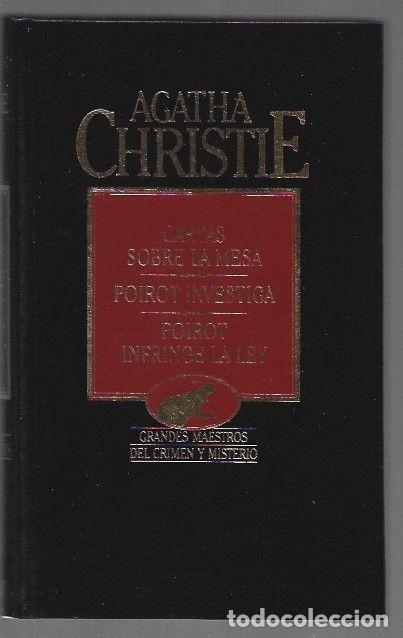 AGATHA
CHRISTIE
CARTAS
SOBRE LA MESA
POIROT INVESTIGA
POIROT
INFRINGE LA LEY
GRANDES MAESTROS
DEL CRIMEN Y MISTERIO
todocoleccion